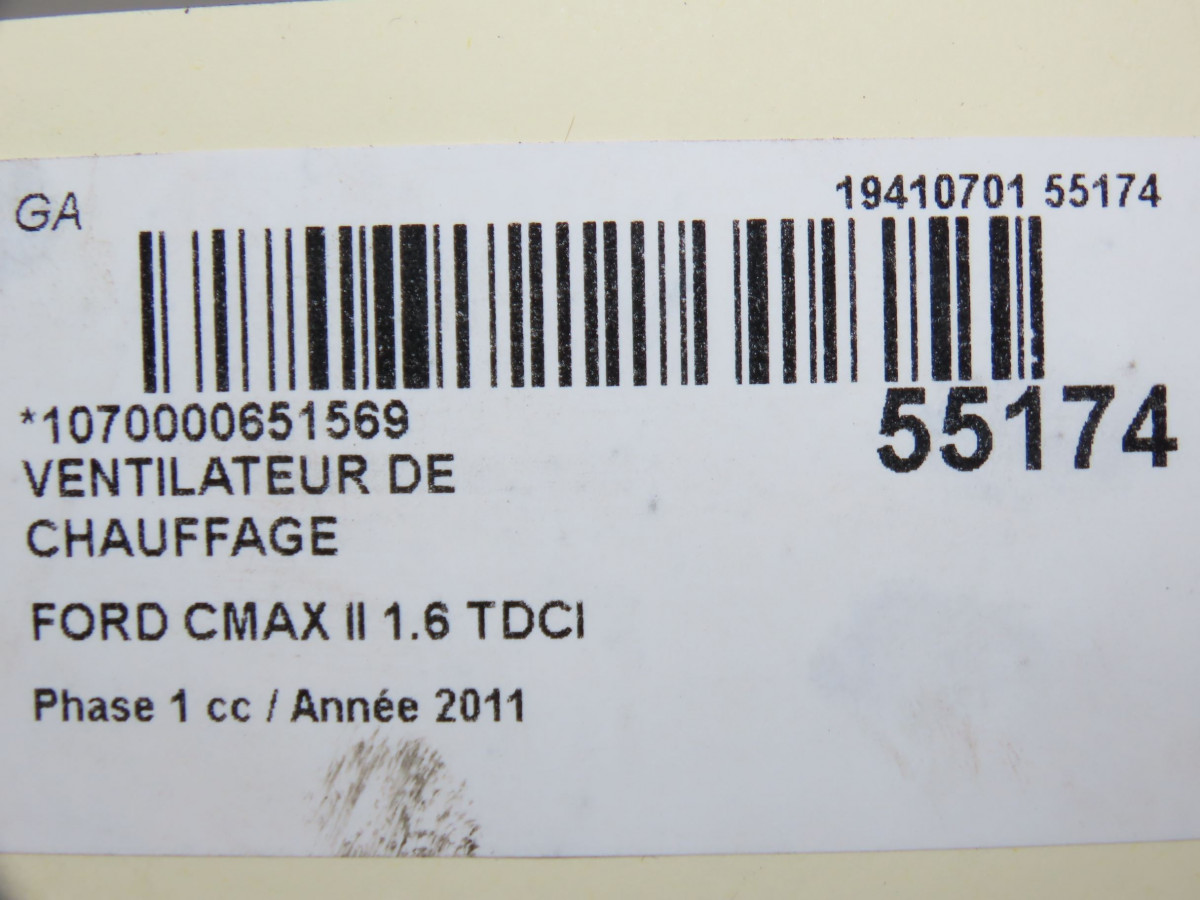 GA
19410701 55174
*1070000651569
55174
VENTILATEUR DE
CHAUFFAGE
FORD CMAX II 1.6 TDCI
Phase 1 cc / Année 2011